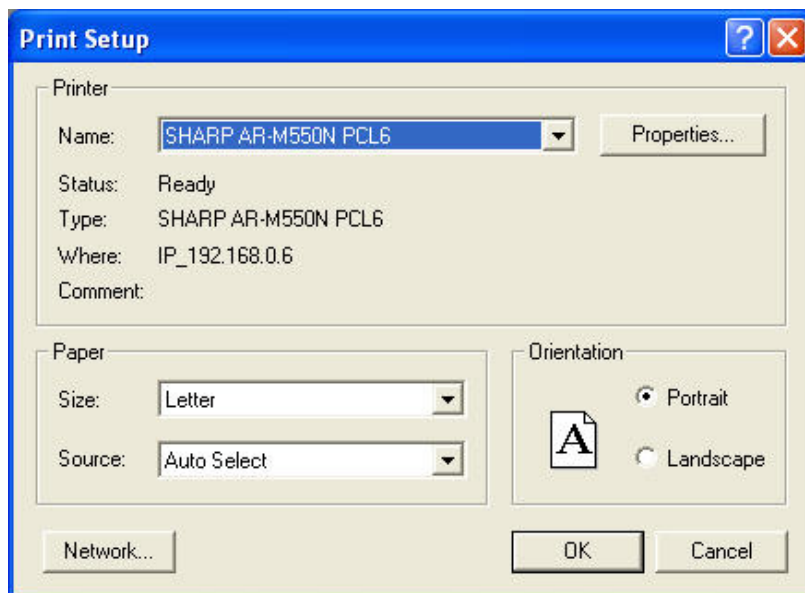 Print Setup
Printer
Name: SHARP AR-M550N PCL6 Properties...
Status: Ready
Type: SHARP AR-M550N PCL6
Where: IP_192.168.0.6
Comment:
Paper
Size: Letter
Source: Auto Select
Orientation
A
Portrait
Landscape
Network... OK Cancel